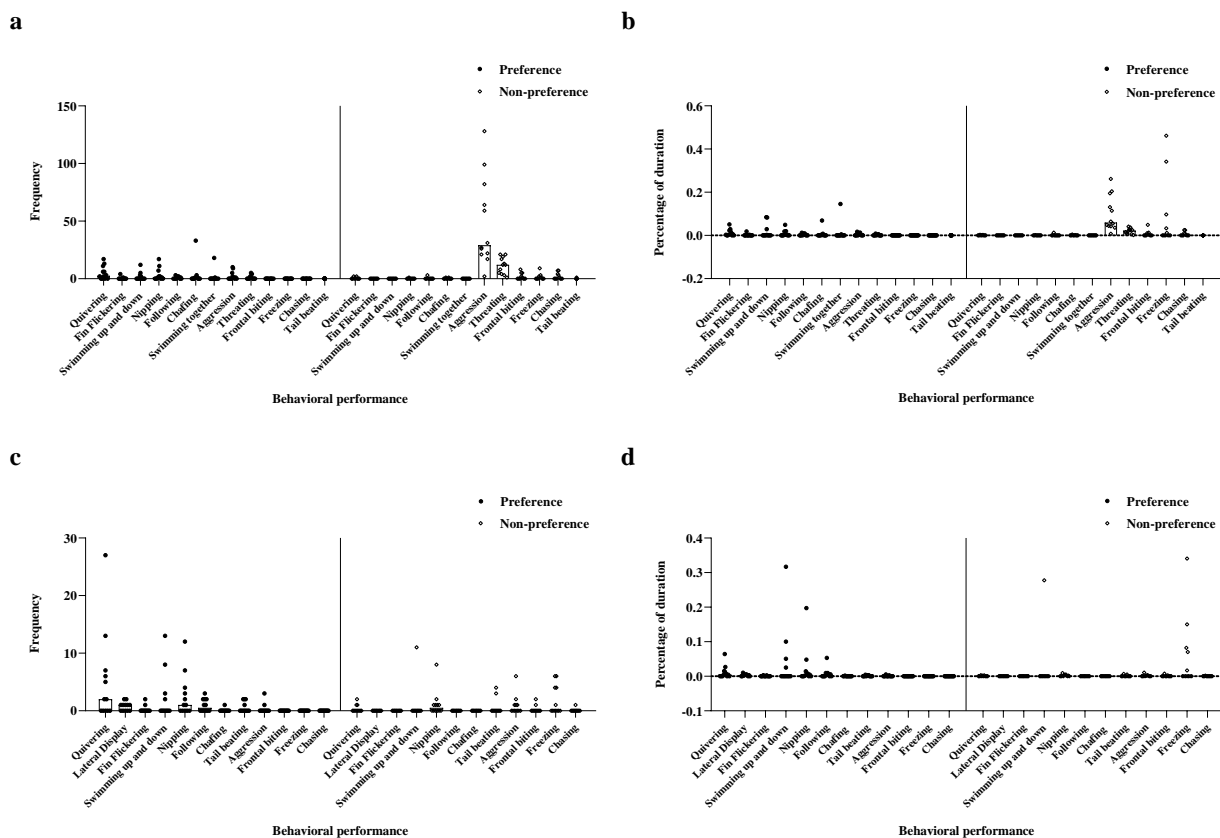 a
Preference
Non-preference
150
100
50
0
Frequency
Quivering
Fin Flickering
Swimming up and down
Nipping
Following
Chafing
Swimming together
Aggression
Threating
Frontal biting
Freezing
Chasing
Tail beating
Quivering
Fin Flickering
Swimming up and down
Nipping
Following
Chafing
Swimming together
Aggression
Threating
Frontal biting
Freezing
Chasing
Tail beating
Behavioral performance
b
Preference
Non-preference
0.6
0.4
0.2
0.0
-0.2
Percentage of duration
Quivering
Fin Flickering
Swimming up and down
Nipping
Following
Chafing
Swimming together
Aggression
Threating
Frontal biting
Freezing
Chasing
Tail beating
Quivering
Fin Flickering
Swimming up and down
Nipping
Following
Chafing
Swimming together
Aggression
Threating
Frontal biting
Freezing
Chasing
Tail beating
Behavioral performance
c
Preference
Non-preference
30
20
10
0
Frequency
Quivering
Lateral Display
Fin Flickering
Swimming up and down
Nipping
Following
Chafing
Tail beating
Aggression
Frontal biting
Freezing
Chasing
Quivering
Lateral Display
Fin Flickering
Swimming up and down
Nipping
Following
Chafing
Tail beating
Aggression
Frontal biting
Freezing
Chasing
Behavioral performance
d
Preference
Non-preference
0.4
0.3
0.2
0.1
0.0
-0.1
Percentage of duration
Quivering
Lateral Display
Fin Flickering
Swimming up and down
Nipping
Following
Chafing
Tail beating
Aggression
Frontal biting
Freezing
Chasing
Quivering
Lateral Display
Fin Flickering
Swimming up and down
Nipping
Following
Chafing
Tail beating
Aggression
Frontal biting
Freezing
Chasing
Behavioral performance